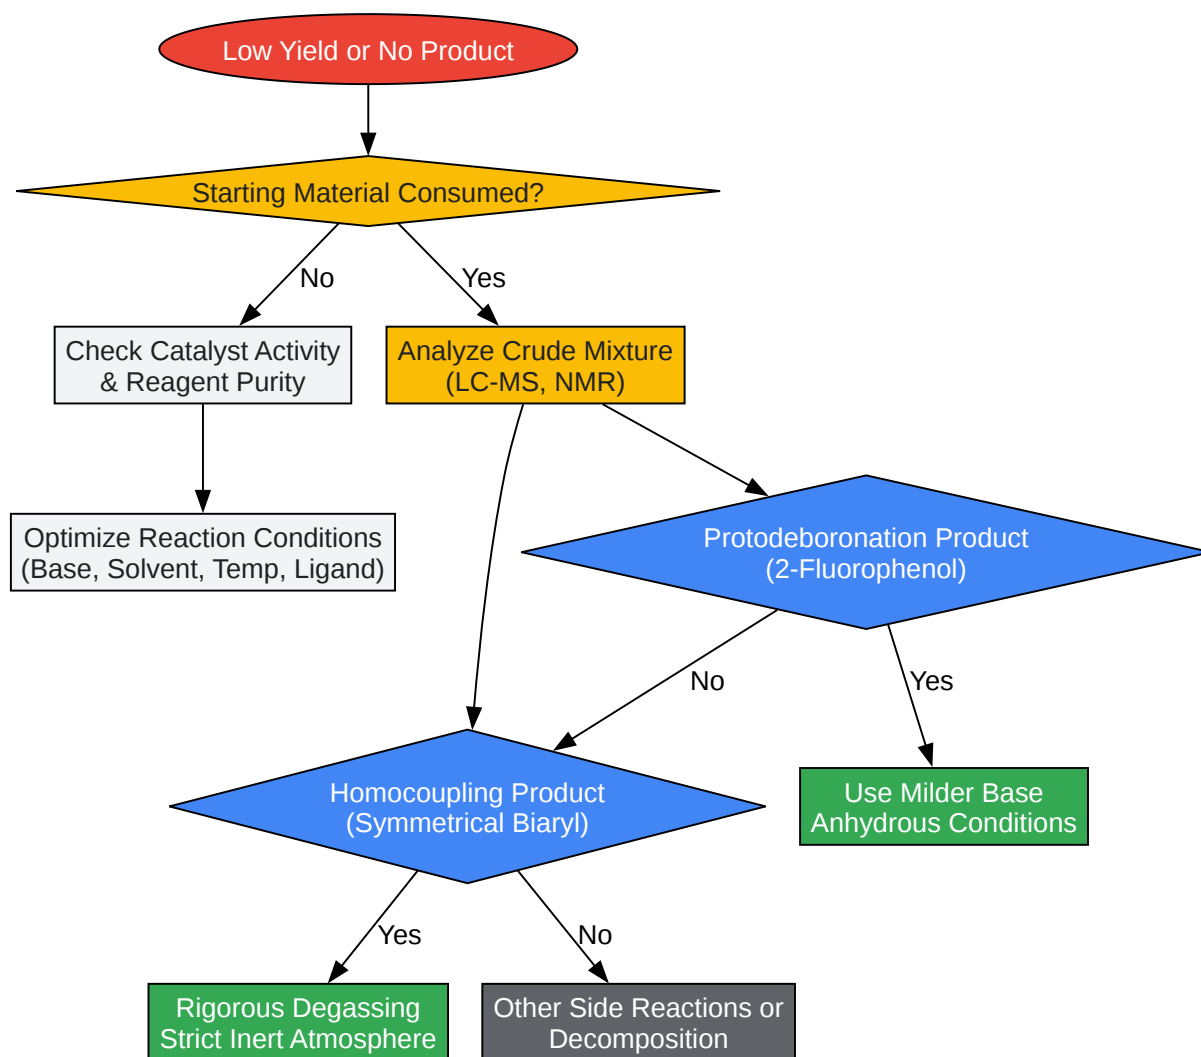 Low Yield or No Product
Starting Material Consumed?
No
Yes
Check Catalyst Activity
& Reagent Purity
Analyze Crude Mixture
(LC-MS, NMR)
Optimize Reaction Conditions
(Base, Solvent, Temp, Ligand)
Protodeboronation Product
(2-Fluorophenol)
No
Yes
Homocoupling Product
(Symmetrical Biaryl)
Use Milder Base
Anhydrous Conditions
Yes
No
Rigorous Degassing
Strict Inert Atmosphere
Other Side Reactions or
Decomposition